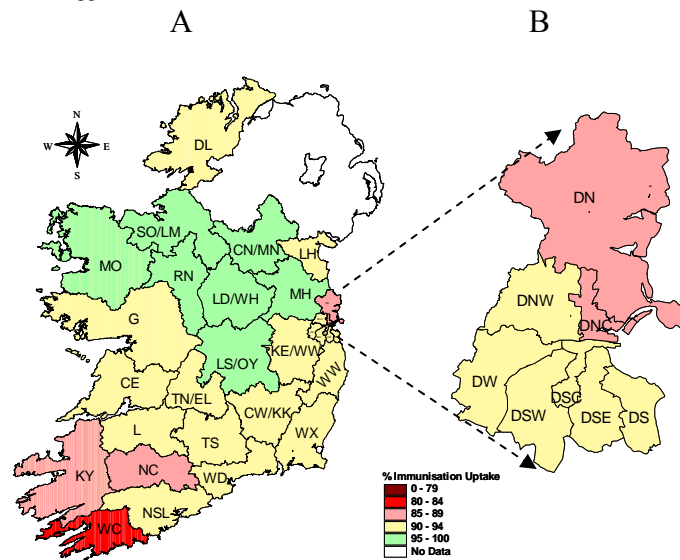 A B
N
W E
S
DL
SO/LM
CN/MN
LH
MO
RN
LD/WH
MH
G
LS/OY
KE/WW
WW
CE
TN/EL
CW/KK
L
TS
WX
KY
NC
WD
NSL
WC
DN
DNW
DNC
DW
DSC
DSW
DSE
DS
% Immunisation Uptake
0 - 79
80 - 84
85 - 89
90 - 94
95 - 100
No Data